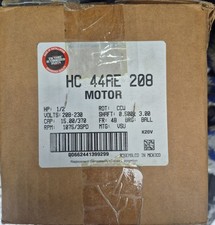 HC 44AE 208
MOTOR
HP: 1/2 ROT: CCW
VOLTS: 208-230 SHAFT: 0.500X 3.00
CAP: 15.00/370 FR: 48 BRG: BALL
RPM: 1075/3SPD MTG: VBU
ASSEMBLED IN MEXICO